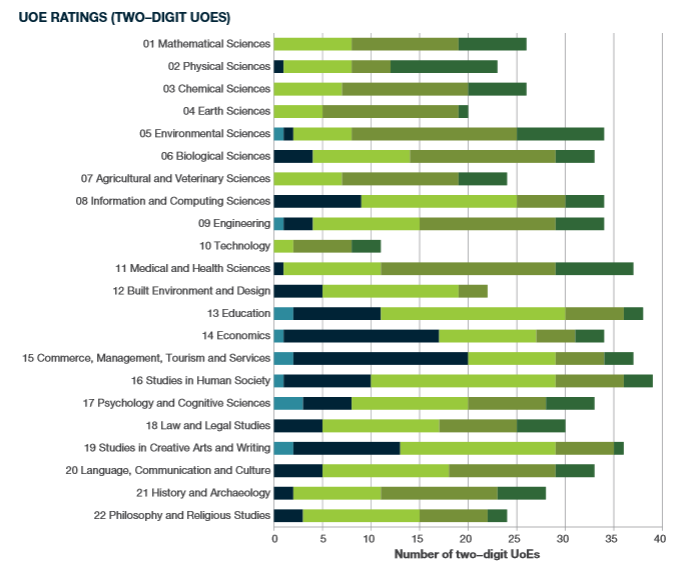 UOE RATINGS (TWO–DIGIT UOES)
01 Mathematical Sciences
02 Physical Sciences
03 Chemical Sciences
04 Earth Sciences
05 Environmental Sciences
06 Biological Sciences
07 Agricultural and Veterinary Sciences
08 Information and Computing Sciences
09 Engineering
10 Technology
11 Medical and Health Sciences
12 Built Environment and Design
13 Education
14 Economics
15 Commerce, Management, Tourism and Services
16 Studies in Human Society
17 Psychology and Cognitive Sciences
18 Law and Legal Studies
19 Studies in Creative Arts and Writing
20 Language, Communication and Culture
21 History and Archaeology
22 Philosophy and Religious Studies
0 5 10 15 20 25 30 35 40
Number of two–digit UoEs